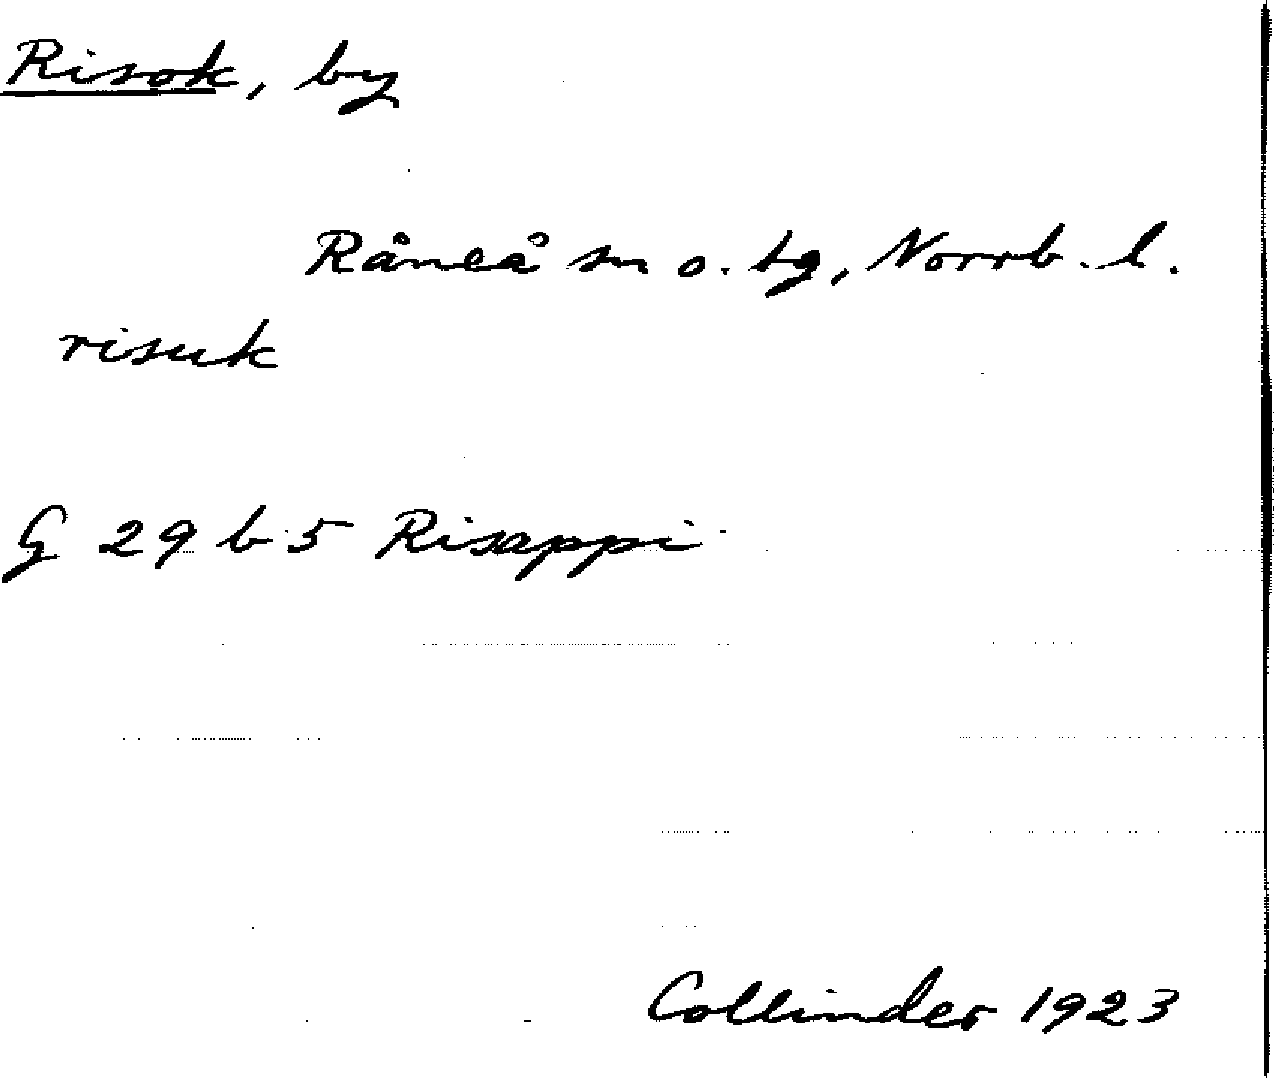 Risok, by
Råneå sn o. tg, Norrb. l.
risuk
G 29 b 5 Risappi
Collinder 1923